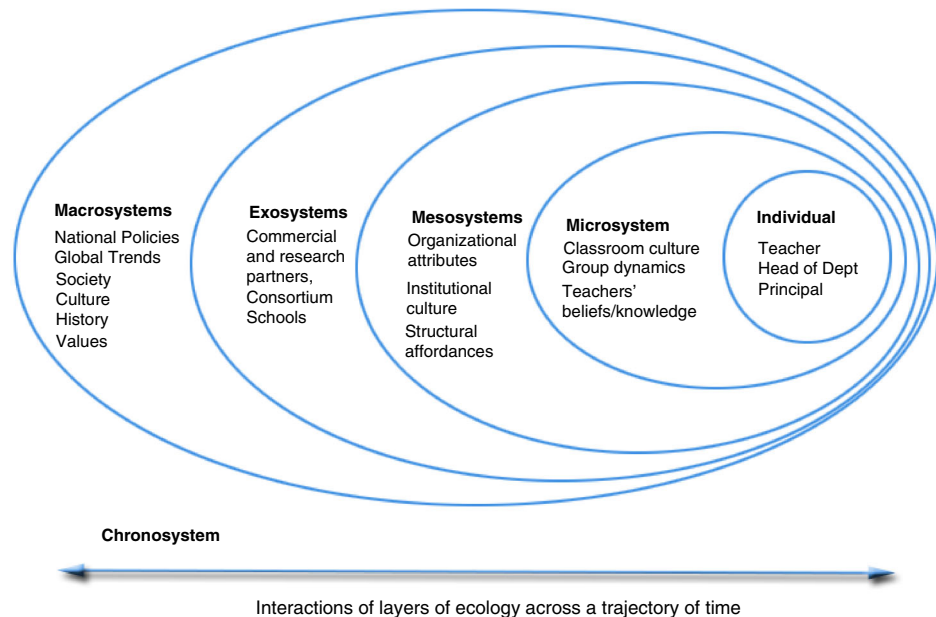 Macrosystems
National Policies
Global Trends
Society
Culture
History
Values
Exosystems
Commercial
and research
partners,
Consortium
Schools
Mesosystems
Organizational
attributes
Institutional
culture
Structural
affordances
Microsystem
Classroom culture
Group dynamics
Teachers'
beliefs/knowledge
Individual
Teacher
Head of Dept
Principal
Chronosystem
Interactions of layers of ecology across a trajectory of time